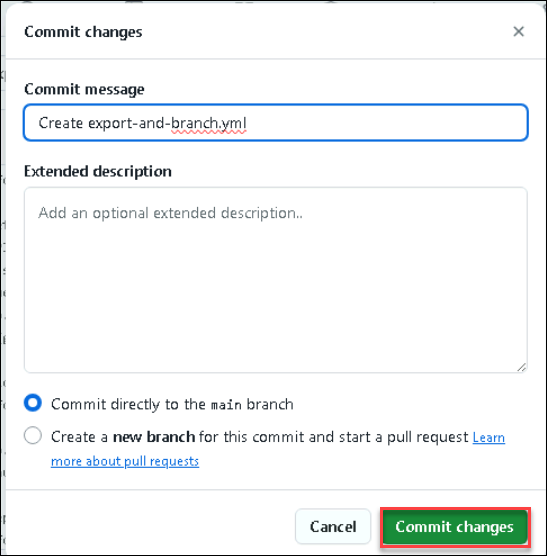 Commit changes
Commit message
Create export-and-branch.yml
Extended description
Add an optional extended description..
Commit directly to the main branch
Create a new branch for this commit and start a pull request Learn
more about pull requests
Cancel
Commit changes